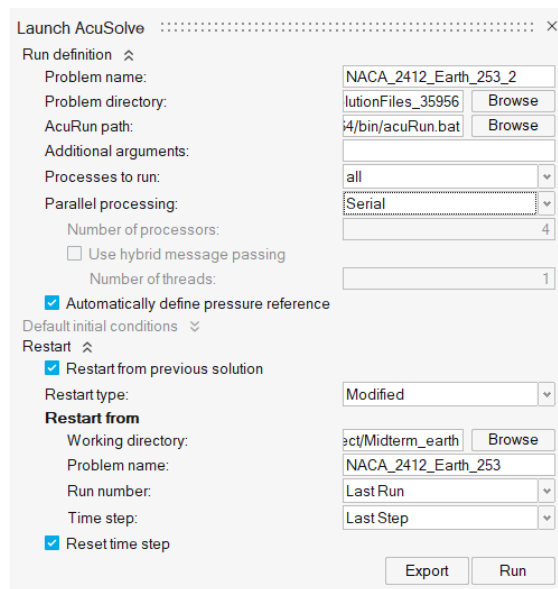 Launch AcuSolve
Run definition
Problem name: NACA_2412_Earth_253_2
Problem directory: lutionFiles_35956 Browse
AcuRun path: i4/bin/acuRun.bat Browse
Additional arguments:
Processes to run: all
Parallel processing: Serial
Number of processors: 4
Use hybrid message passing
Number of threads: 1
Automatically define pressure reference
Default initial conditions
Restart
Restart from previous solution
Restart type: Modified
Restart from
Working directory: ect/Midterm_earth Browse
Problem name: NACA_2412_Earth_253
Run number: Last Run
Time step: Last Step
Reset time step
Export Run